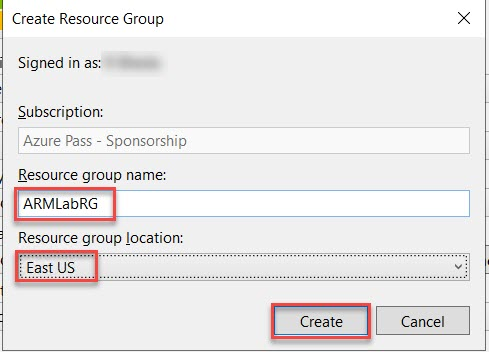 Create Resource Group
Signed in as:
Subscription:
Azure Pass - Sponsorship
Resource group name:
ARMLabRG
Resource group location:
East US
Create Cancel